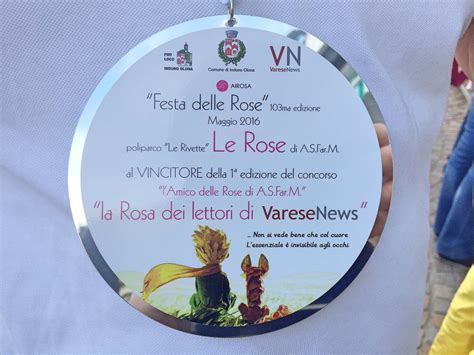 PRO
LOCO
INDUNO OLONA
Comune di Induno Olona
VN
VareseNews
AIROSA
"Festa delle Rose" 103ma edizione
Maggio 2016
poliparco "Le Rivette" Le Rose di A.S.Far.M.
al VINCITORE della 1ª edizione del concorso
"l'Amico delle Rose di A.S.Far.M."
"la Rosa dei lettori di VareseNews"
... Non si vede bene che col cuore
L'essenziale è invisibile agli occhi